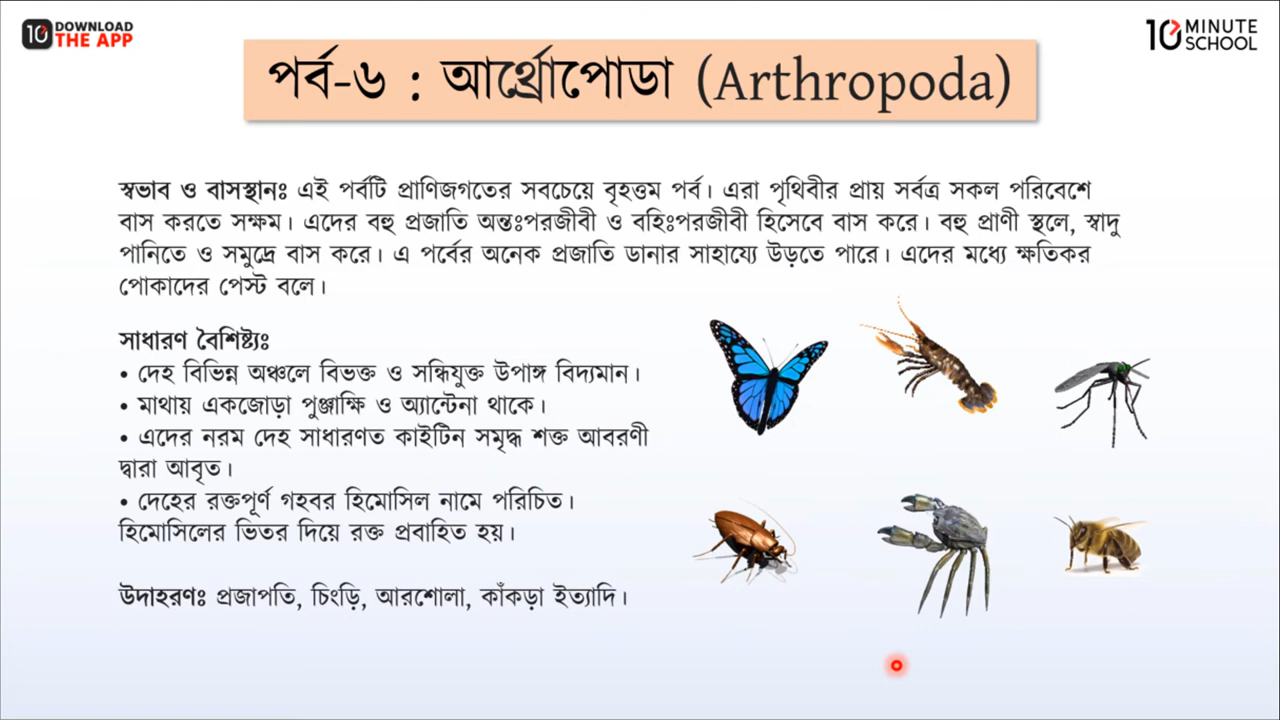 10 DOWNLOAD
THE APP
10 MINUTE
SCHOOL
পর্ব-৬ : আর্থ্রোপোডা (Arthropoda)
স্বভাব ও বাসস্থানঃ এই পর্বটি প্রাণিজগতের সবচেয়ে বৃহত্তম পর্ব। এরা পৃথিবীর প্রায় সর্বত্র সকল পরিবেশে
বাস করতে সক্ষম। এদের বহু প্রজাতি অন্তঃপরজীবী ও বহিঃপরজীবী হিসেবে বাস করে। বহু প্রাণী স্থলে, স্বাদু
পানিতে ও সমুদ্রে বাস করে। এ পর্বের অনেক প্রজাতি ডানার সাহায্যে উড়তে পারে। এদের মধ্যে ক্ষতিকর
পোকাদের পেস্ট বলে।
সাধারণ বৈশিষ্ট্যঃ
• দেহ বিভিন্ন অঞ্চলে বিভক্ত ও সন্ধিযুক্ত উপাঙ্গ বিদ্যমান।
• মাথায় একজোড়া পুঞ্জাক্ষি ও অ্যান্টেনা থাকে।
• এদের নরম দেহ সাধারণত কাইটিন সমৃদ্ধ শক্ত আবরণী
দ্বারা আবৃত।
• দেহের রক্তপূর্ণ গহবর হিমোসিল নামে পরিচিত।
হিমোসিলের ভিতর দিয়ে রক্ত প্রবাহিত হয়।
উদাহরণঃ প্রজাপতি, চিংড়ি, আরশোলা, কাঁকড়া ইত্যাদি।